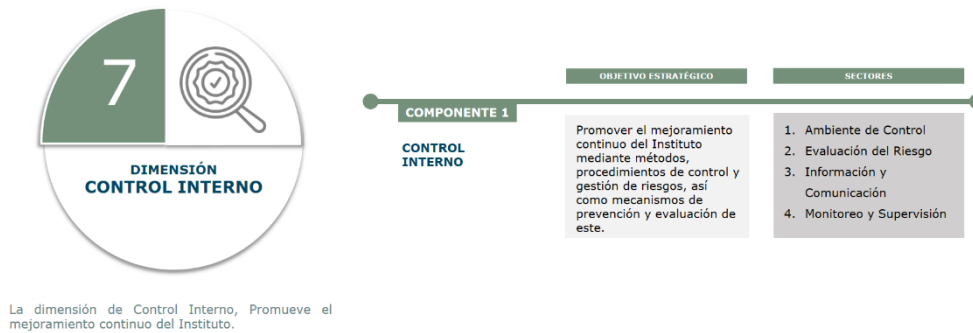 7
DIMENSIÓN
CONTROL INTERNO
La dimensión de Control Interno, Promueve el
mejoramiento continuo del Instituto.
COMPONENTE 1
CONTROL
INTERNO
OBJETIVO ESTRATÉGICO
Promover el mejoramiento
continuo del Instituto
mediante métodos,
procedimientos de control y
gestión de riesgos, así
como mecanismos de
prevención y evaluación de
este.
SECTORES
1. Ambiente de Control
2. Evaluación del Riesgo
3. Información y
Comunicación
4. Monitoreo y Supervisión